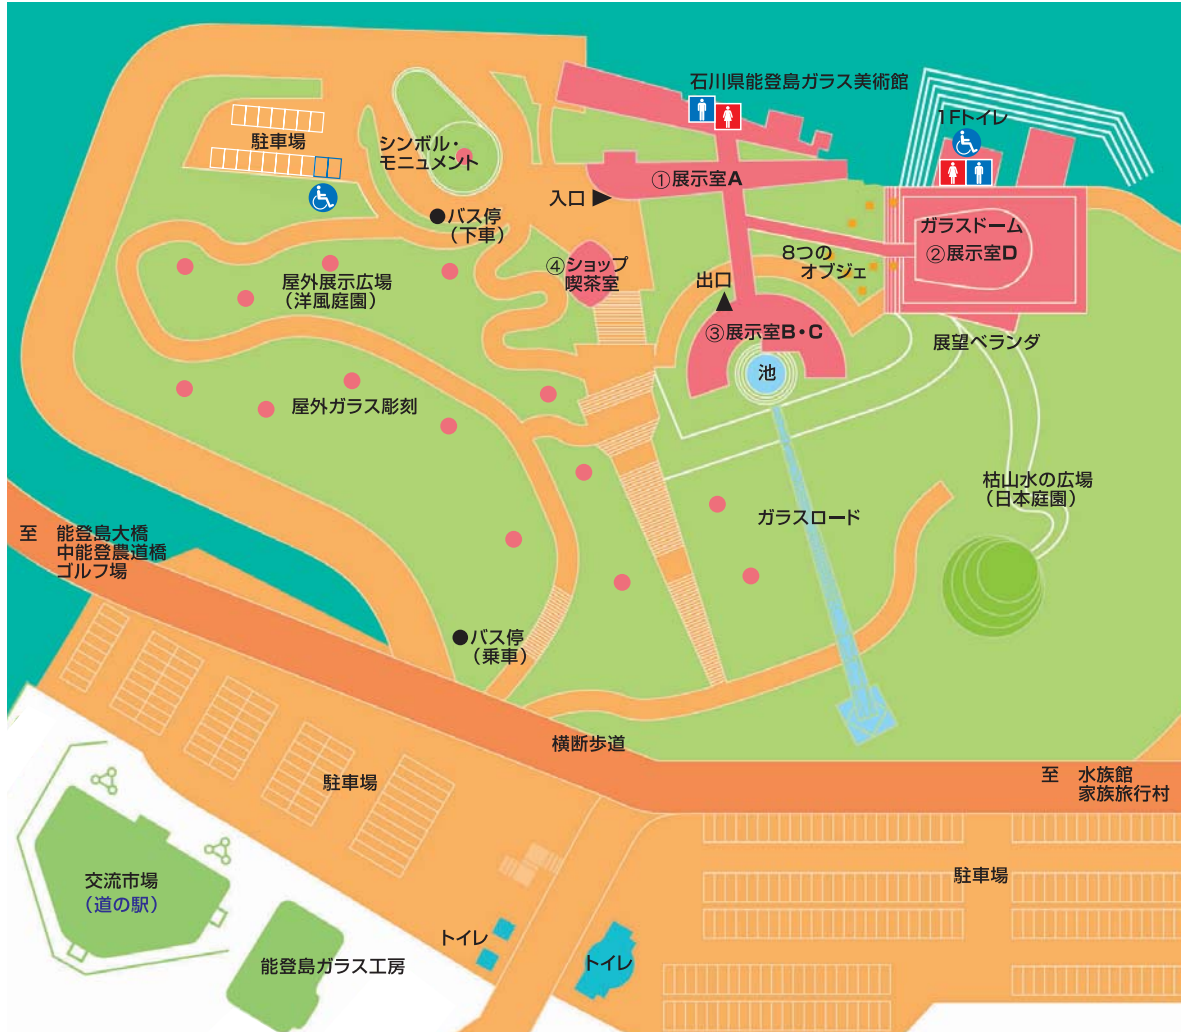 石川県能登島ガラス美術館
1Fトイレ
駐車場
シンボル・
モニュメント
①展示室A
入口
バス停
(下車)
ガラスドーム
②展示室D
8つの
オブジェ
④ショップ
喫茶室
出口
屋外展示広場
(洋風庭園)
③展示室B・C
展望ベランダ
池
屋外ガラス彫刻
枯山水の広場
(日本庭園)
ガラスロード
至 能登島大橋
中能登農道橋
ゴルフ場
バス停
(乗車)
横断歩道
至 水族館
家族旅行村
駐車場
駐車場
交流市場
(道の駅)
トイレ
トイレ
能登島ガラス工房